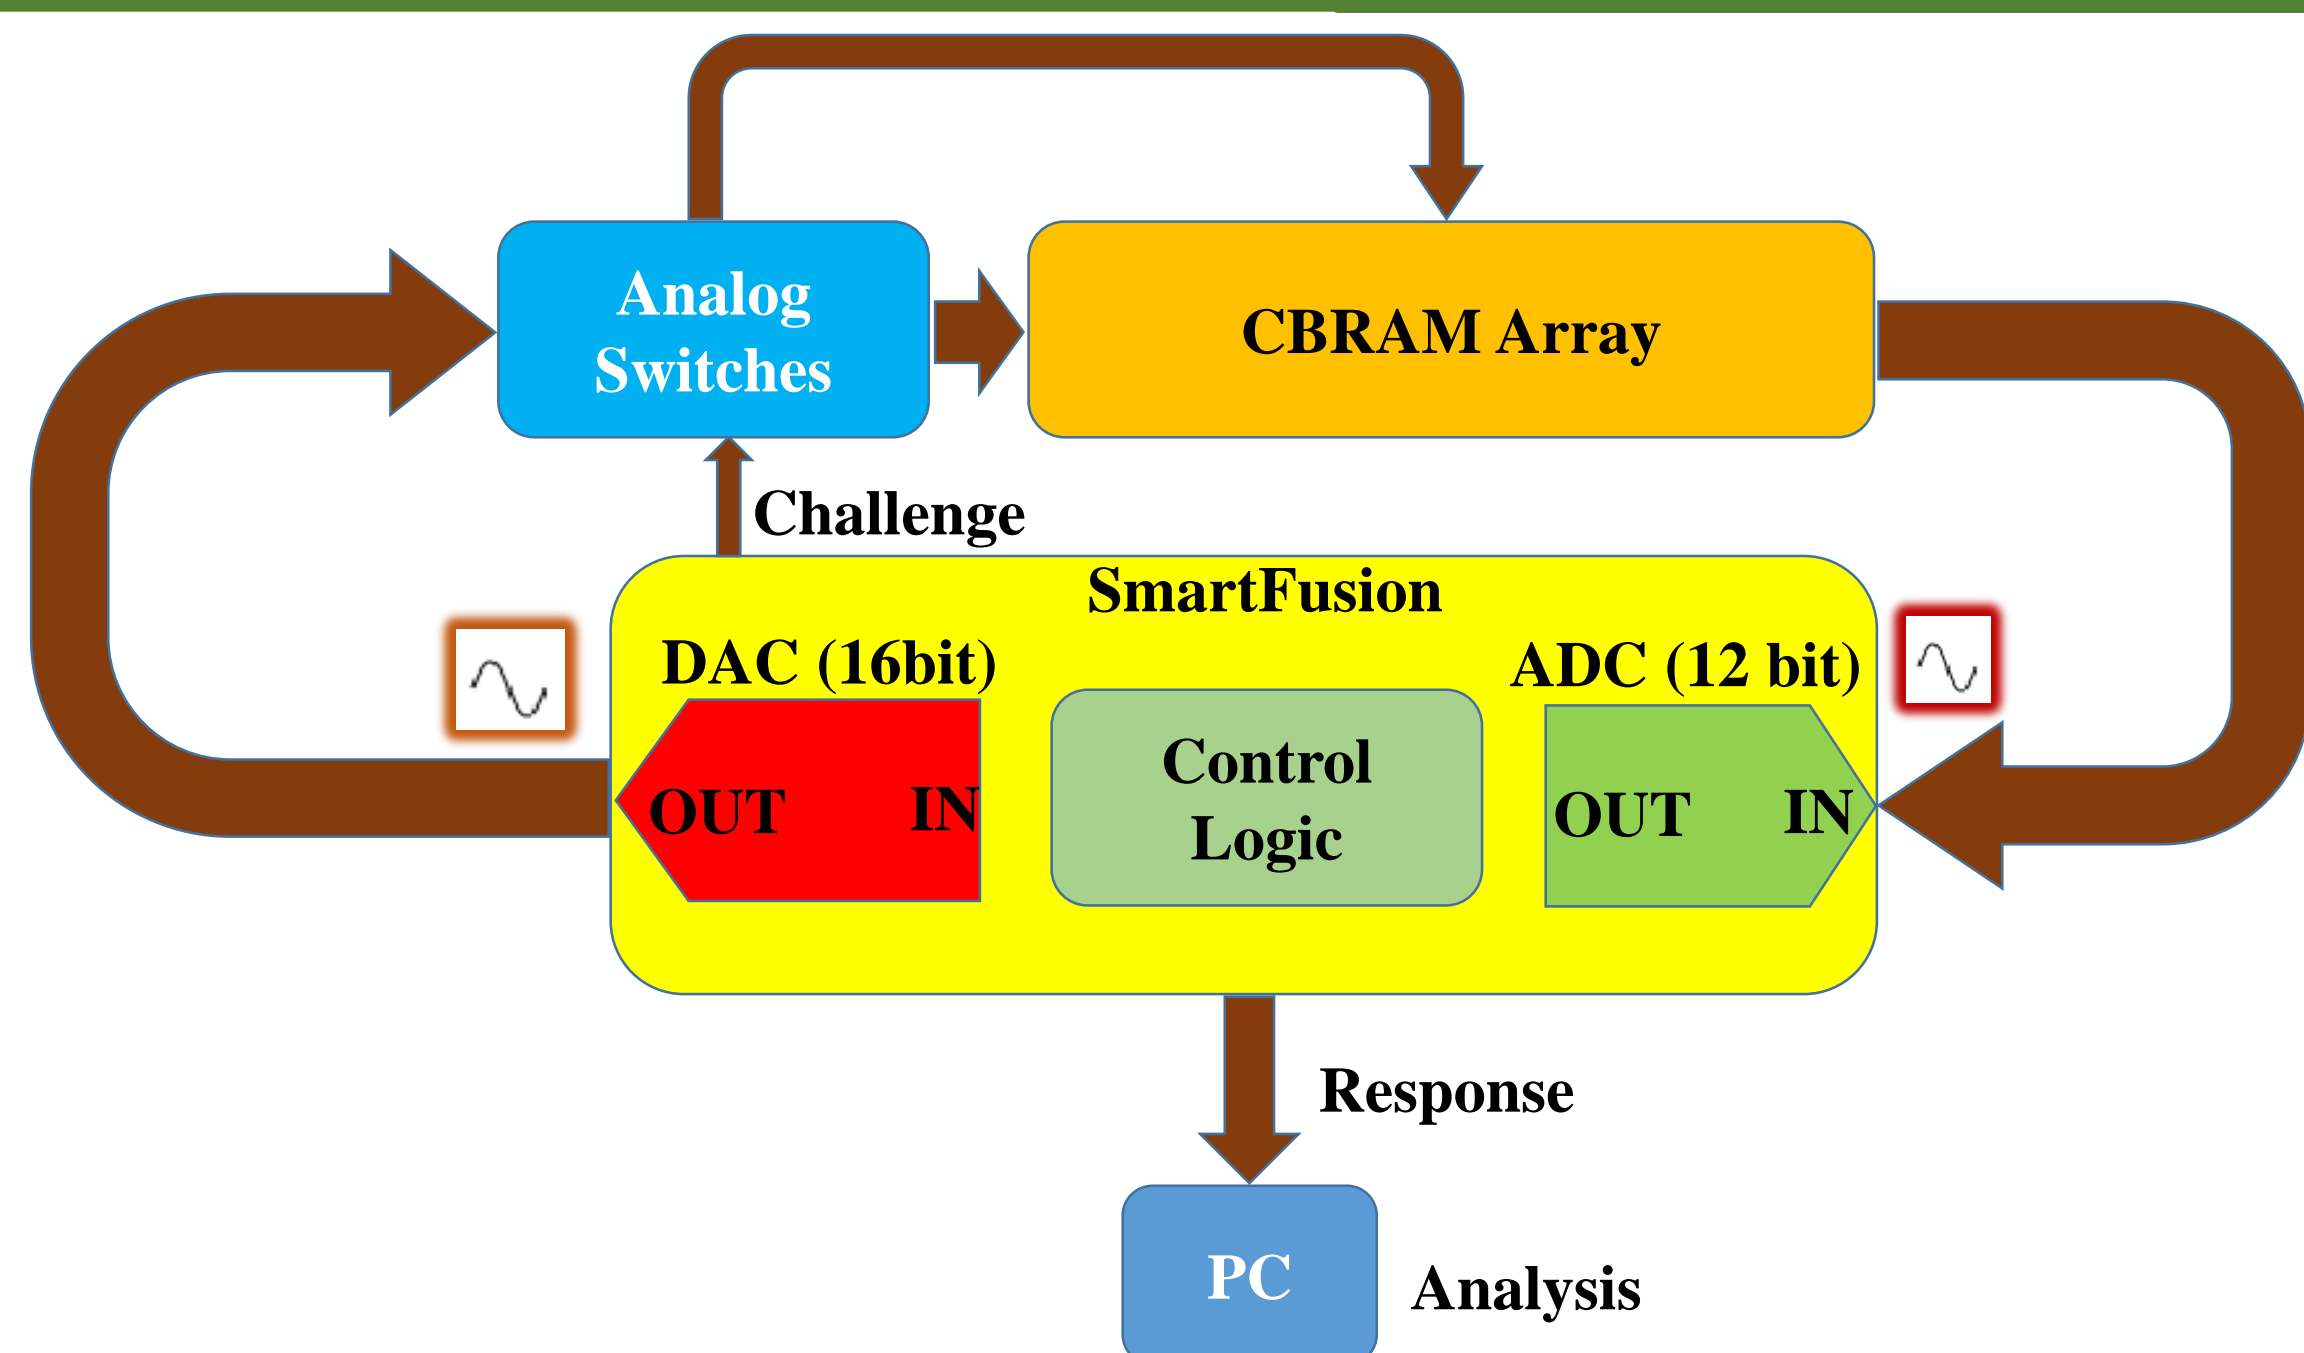 Analog
Switches
CBRAM Array
Challenge
SmartFusion
DAC (16bit)
ADC (12 bit)
Control
Logic
OUT
IN
OUT
IN
Response
PC
Analysis